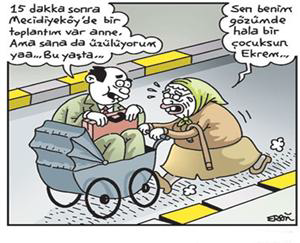 15 dakka sonra
Mecidiyeköy'de bir
toplantım var anne.
Ama sana da üzülüyorum
yaa... Bu yaşta...
Sen benim
gözümde
hala bir
çocuksun
Ekrem...
ERSİN